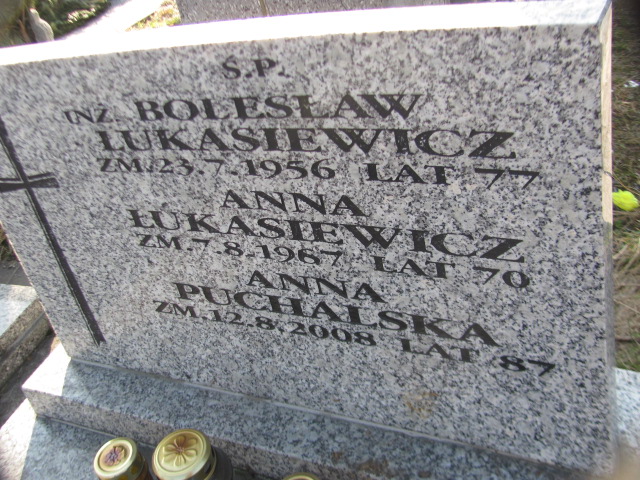 Ś.P.
INŻ. BOLESŁAW
ŁUKASIEWICZ
ZM. 23.7.1956 LAT 77
ANNA
ŁUKASIEWICZ
ZM. 7.8.1967 LAT 70
ANNA
PUCHALSKA
ZM. 12.8.2008 LAT 87